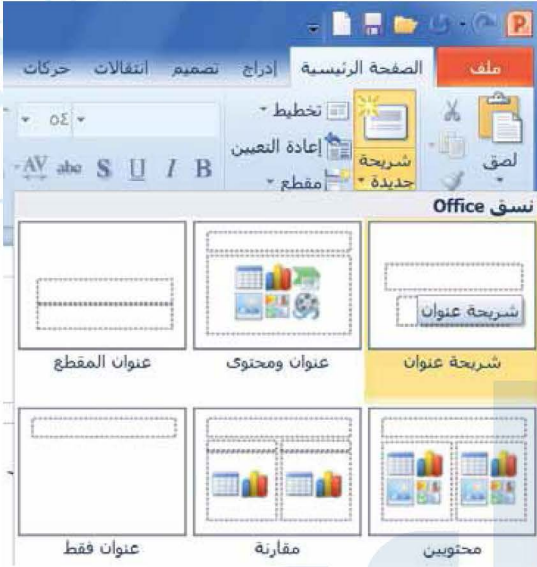 ملف الصفحة الرئيسية إدراج تصميم انتقالات حركات
لصق
شريحة جديدة
تخطيط
إعادة التعيين
مقطع
٥٤
B I U S abc AV
نسق Office
شريحة عنوان
شريحة عنوان عنوان ومحتوى عنوان المقطع
محتويين مقارنة عنوان فقط